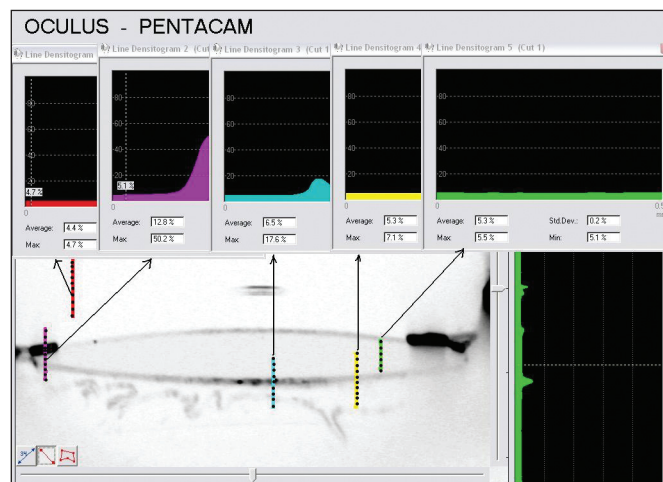 OCULUS - PENTACAM
Line Densitogram
Line Densitogram 2 (Cut
Line Densitogram 3 (Cut 1)
Line Densitogram 4
Line Densitogram 5 (Cut 1)
80
60
40
20
4.7 %
0
Average: 4.4 %
Max: 4.7 %
80
60
40
20
5.1 %
0
Average: 12.8 %
Max: 50.2 %
80
60
40
20
0
Average: 6.5 %
Max: 17.6 %
80
60
40
20
0
Average: 5.3 %
Max: 7.1 %
80
60
40
20
0
0.5
Average: 5.3 %
Std.Dev.: 0.2 %
Max: 5.5 %
Min: 5.1 %